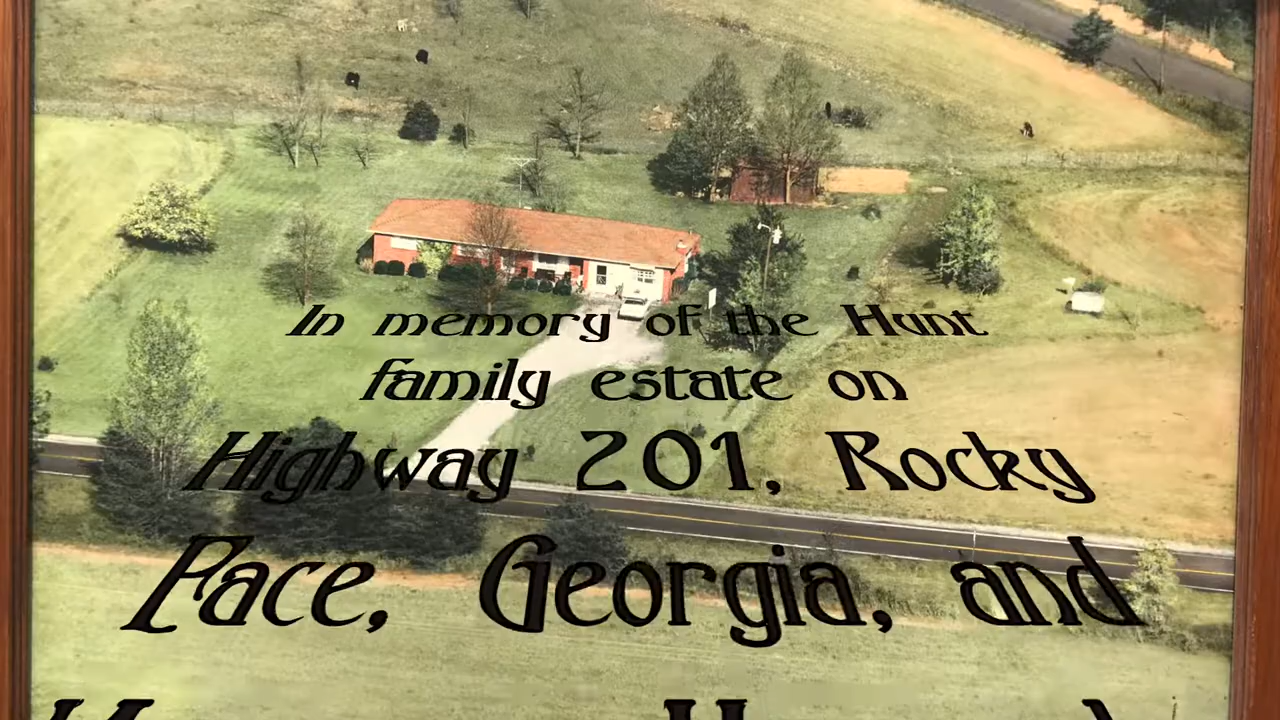 In memory of the Hunt
family estate on
Highway 201, Rocky
Face, Georgia, and